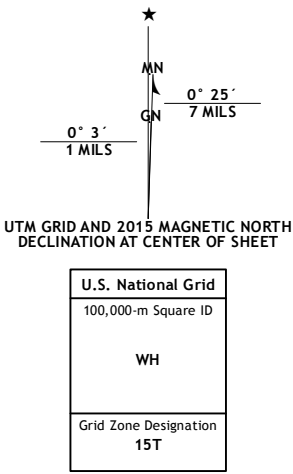 MN
GN
0° 25´
7 MILS
0° 3´
1 MILS
UTM GRID AND 2015 MAGNETIC NORTH
DECLINATION AT CENTER OF SHEET
U.S. National Grid
100,000-m Square ID
WH
Grid Zone Designation
15T